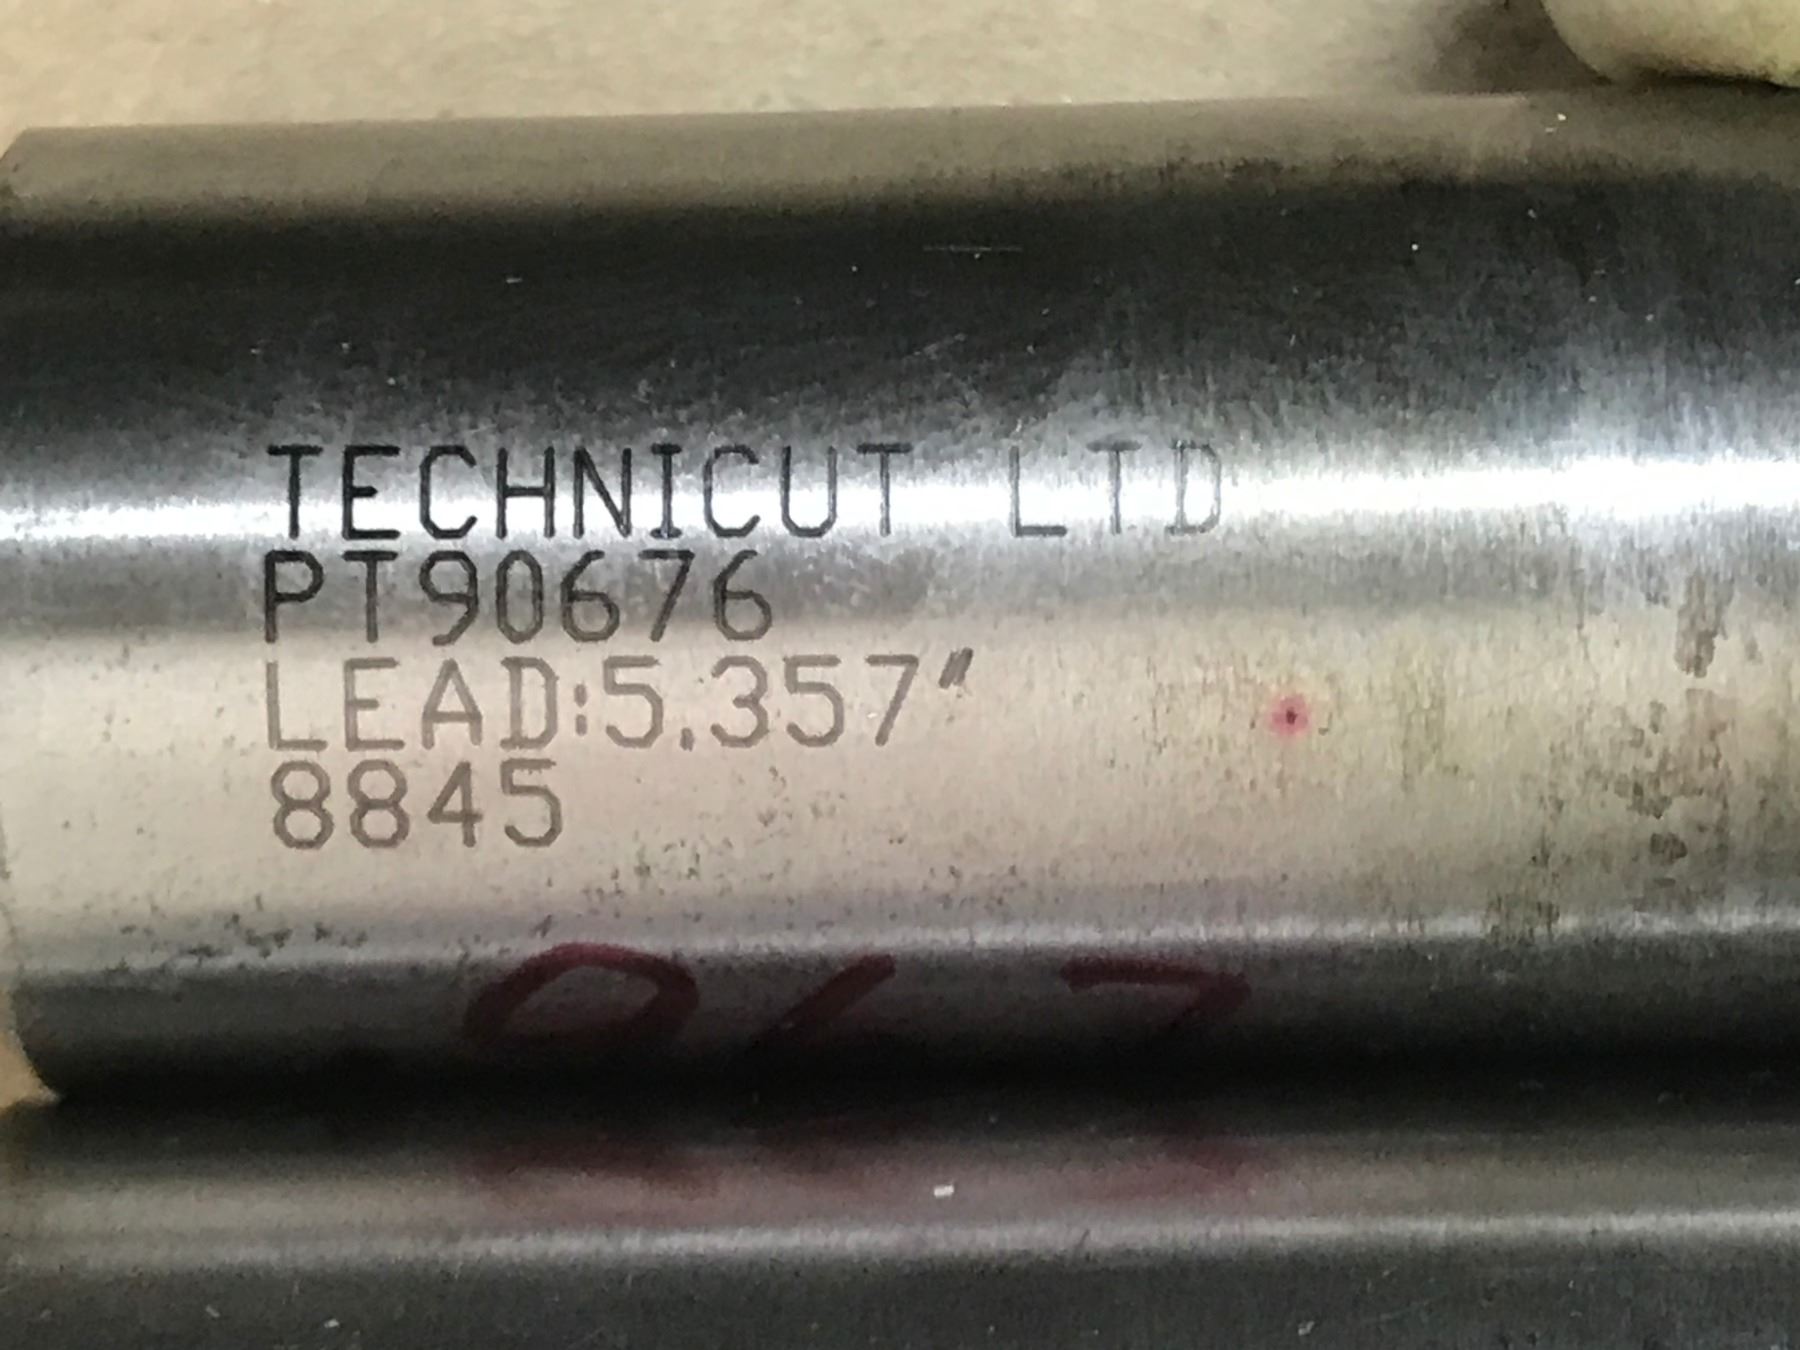 TECHNICUT LTD
PT90676
LEAD:5.357"
8845